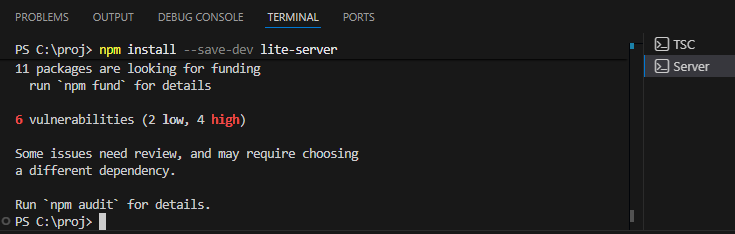 PROBLEMS OUTPUT DEBUG CONSOLE TERMINAL PORTS
PS C:\proj> npm install --save-dev lite-server
11 packages are looking for funding
  run `npm fund` for details
6 vulnerabilities (2 low, 4 high)
Some issues need review, and may require choosing
a different dependency.
Run `npm audit` for details.
PS C:\proj>
TSC
Server